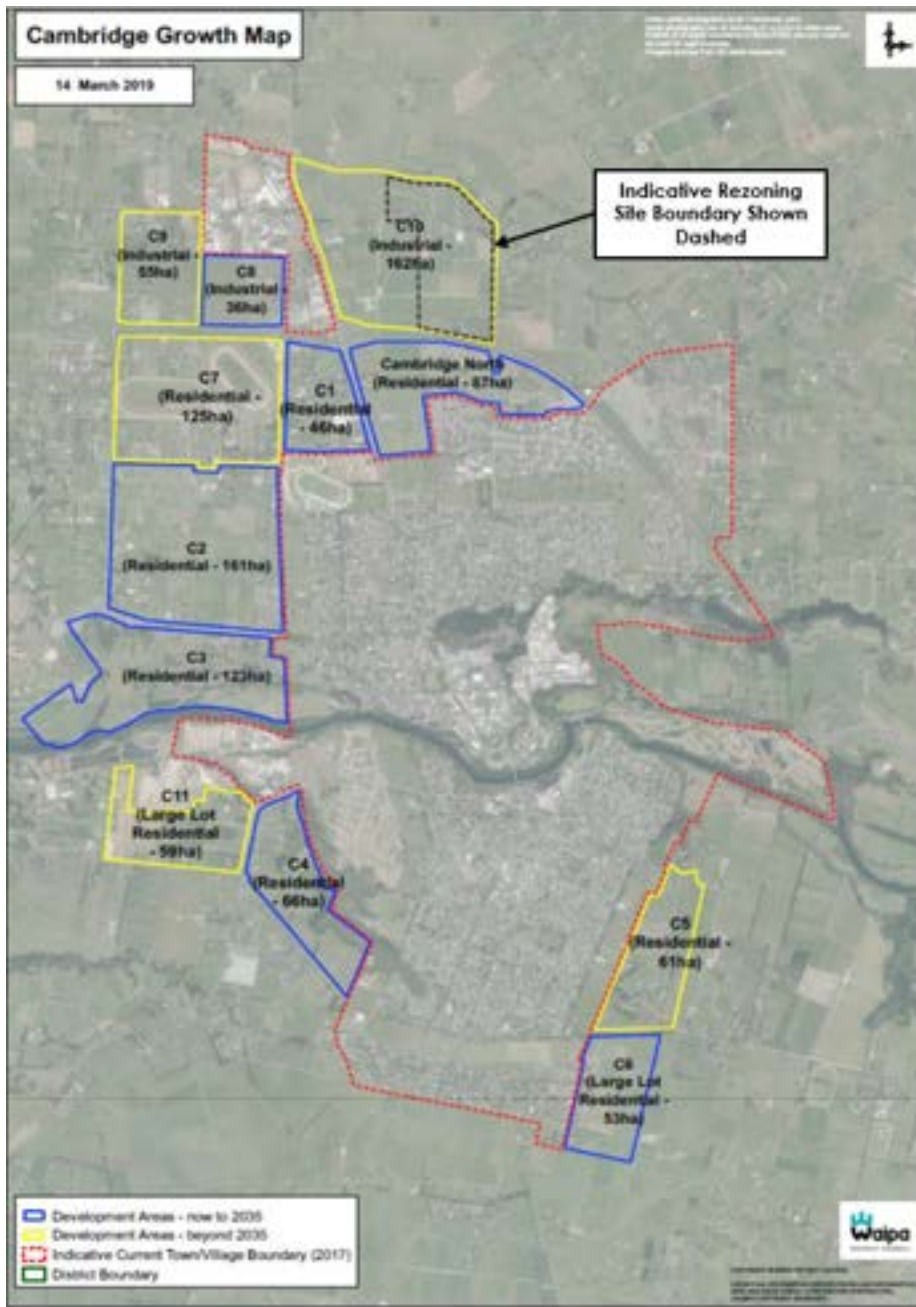 Cambridge Growth Map
14 March 2019
Indicative Rezoning
Site Boundary Shown
Dashed
C10
(Industrial -
162ha)
C9
(Industrial -
55ha)
C8
(Industrial -
36ha)
C7
(Residential -
125ha)
C1
(Residential
- 46ha)
Cambridge North
(Residential - 87ha)
C2
(Residential - 161ha)
C3
(Residential - 123ha)
C11
(Large Lot
Residential
- 59ha)
C4
(Residential
- 66ha)
C5
(Residential -
61ha)
C6
(Large Lot
Residential -
53ha)
Development Areas - now to 2035
Development Areas - beyond 2035
Indicative Current Town/Village Boundary (2017)
District Boundary
Waipa